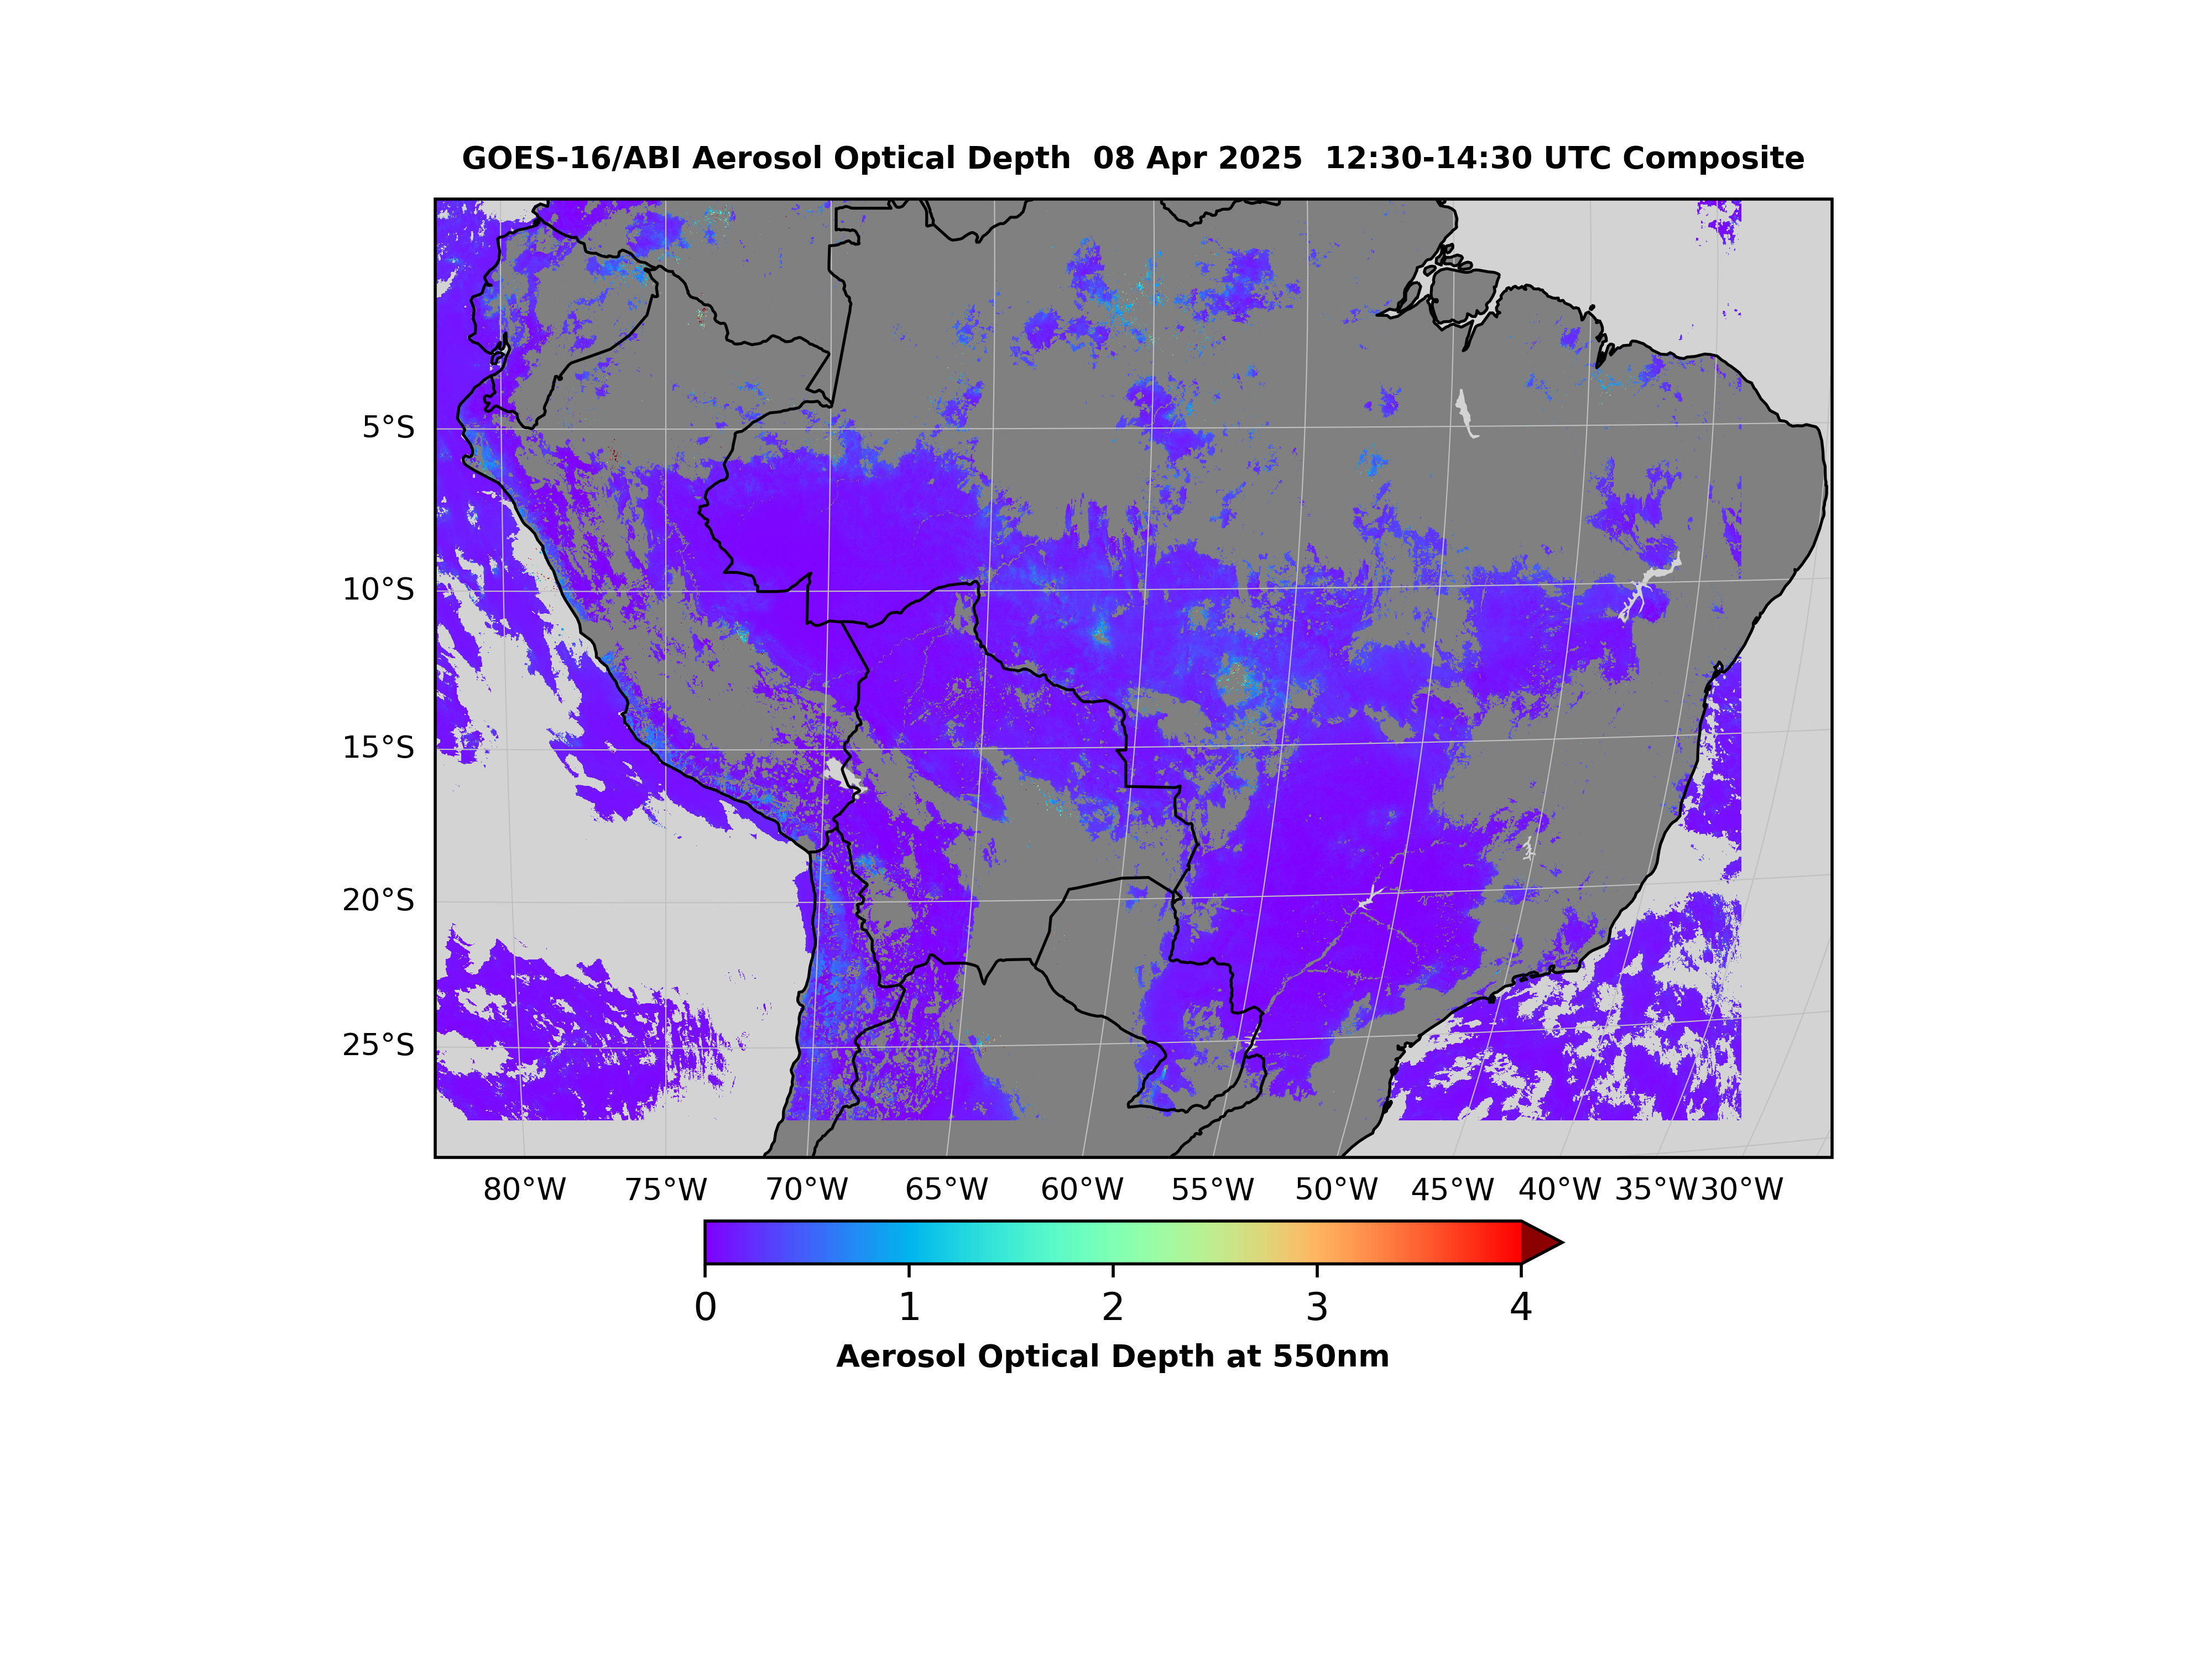 GOES-16/ABI Aerosol Optical Depth  08 Apr 2025  12:30-14:30 UTC Composite
5°S
10°S
15°S
20°S
25°S
80°W 75°W 70°W 65°W 60°W 55°W 50°W 45°W 40°W 35°W 30°W
0 1 2 3 4
Aerosol Optical Depth at 550nm